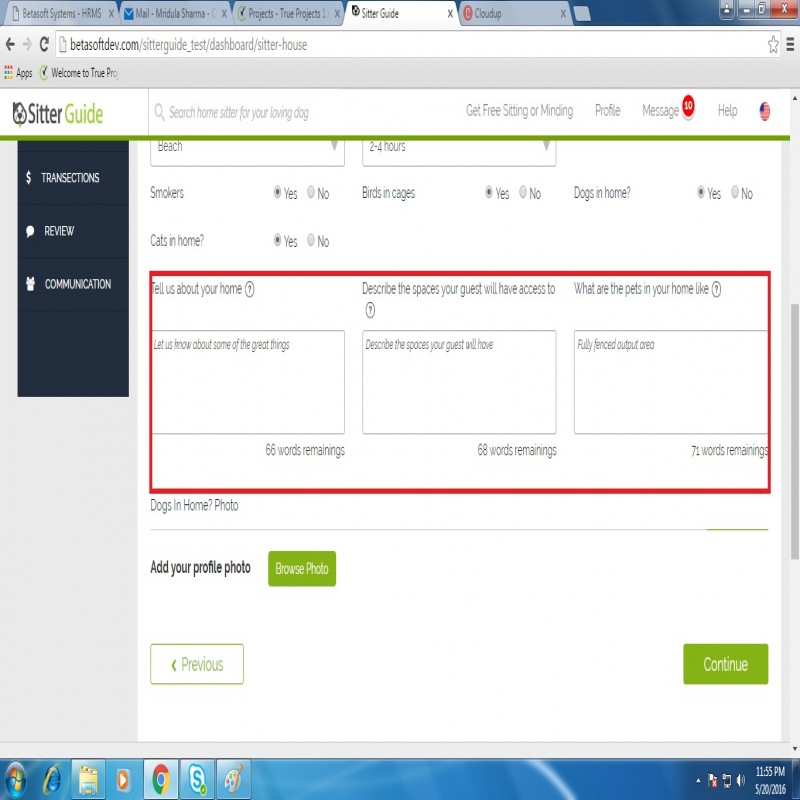 Betasoft Systems - HRMS
Mail - Mridula Sharma - O
Projects - True Projects 1.
Sitter Guide
Cloudup
betasoftdev.com/sitterguide_test/dashboard/sitter-house
Apps
Welcome to True Pro
Sitter Guide
Search home sitter for your loving dog
Get Free Sitting or Minding
Profile
Message 10
Help
Beach
2-4 hours
$ TRANSECTIONS
REVIEW
COMMUNICATION
Smokers Yes No
Birds in cages Yes No
Dogs in home? Yes No
Cats in home? Yes No
Tell us about your home ?
Describe the spaces your guest will have access to
?
What are the pets in your home like ?
Let us know about some of the great things
Describe the spaces your guest will have
Fully fenced output area
66 words remainings
68 words remainings
71 words remainings
Dogs In Home? Photo
Add your profile photo
Browse Photo
‹ Previous
Continue
11:55 PM
5/20/2016